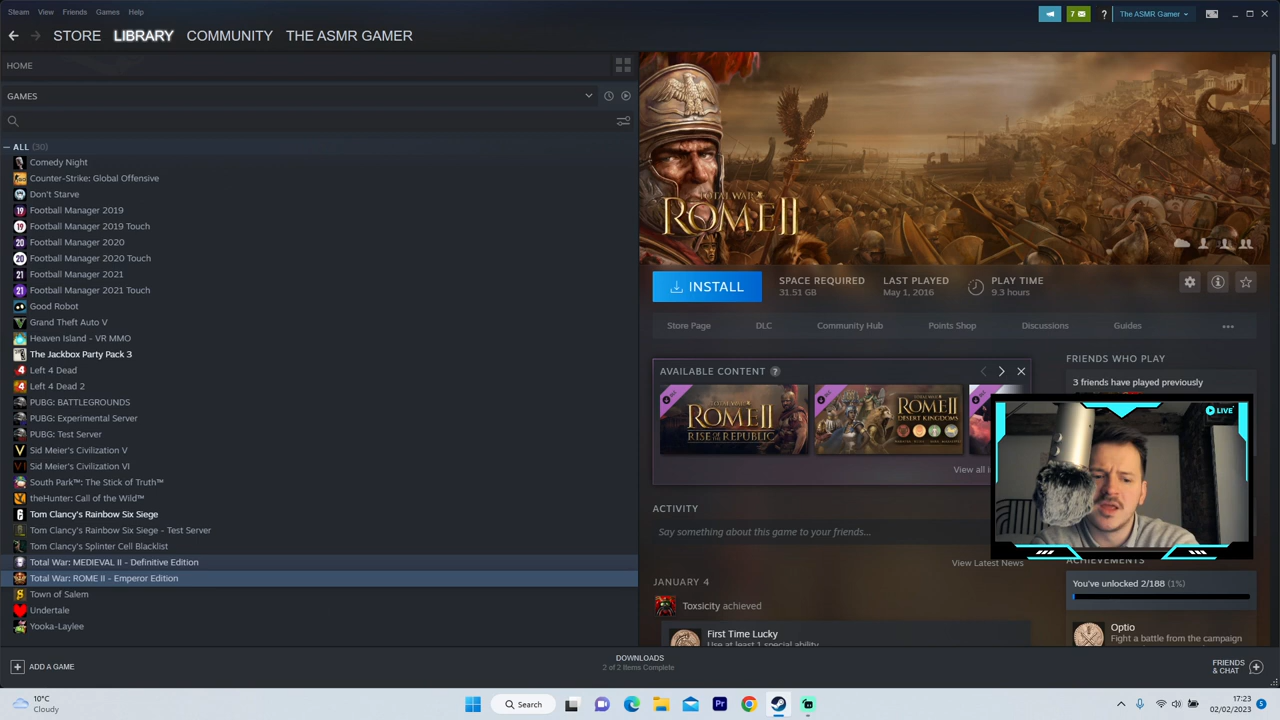 Steam View Friends Games Help
7 ? The ASMR Gamer
STORE LIBRARY COMMUNITY THE ASMR GAMER
HOME
GAMES
ALL (30)
Comedy Night
Counter-Strike: Global Offensive
Don't Starve
Football Manager 2019
Football Manager 2019 Touch
Football Manager 2020
Football Manager 2020 Touch
Football Manager 2021
Football Manager 2021 Touch
Good Robot
Grand Theft Auto V
Heaven Island - VR MMO
The Jackbox Party Pack 3
Left 4 Dead
Left 4 Dead 2
PUBG: BATTLEGROUNDS
PUBG: Experimental Server
PUBG: Test Server
Sid Meier's Civilization V
Sid Meier's Civilization VI
South Park™: The Stick of Truth™
theHunter: Call of the Wild™
Tom Clancy's Rainbow Six Siege
Tom Clancy's Rainbow Six Siege - Test Server
Tom Clancy's Splinter Cell Blacklist
Total War: MEDIEVAL II - Definitive Edition
Total War: ROME II - Emperor Edition
Town of Salem
Undertale
Yooka-Laylee
TOTAL WAR
ROME II
INSTALL
SPACE REQUIRED
31.51 GB
LAST PLAYED
May 1, 2016
PLAY TIME
9.3 hours
Store Page DLC Community Hub Points Shop Discussions Guides
AVAILABLE CONTENT ?
ROME II
RISE OF THE REPUBLIC
ROME II
DESERT KINGDOMS
View all
FRIENDS WHO PLAY
3 friends have played previously
LIVE
ACTIVITY
Say something about this game to your friends...
View Latest News
JANUARY 4
Toxsicity achieved
First Time Lucky
Use at least 1 special ability
ACHIEVEMENTS
You've unlocked 2/188 (1%)
Optio
Fight a battle from the campaign
ADD A GAME
DOWNLOADS
2 of 2 Items Complete
FRIENDS
& CHAT
10°C
Cloudy
Search
Pr
17:23
02/02/2023
5